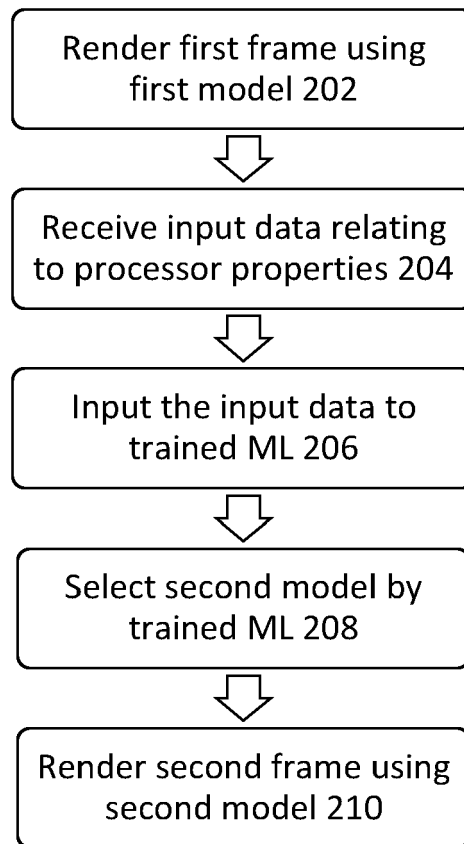 Render first frame using
first model 202
Receive input data relating
to processor properties 204
Input the input data to
trained ML 206
Select second model by
trained ML 208
Render second frame using
second model 210